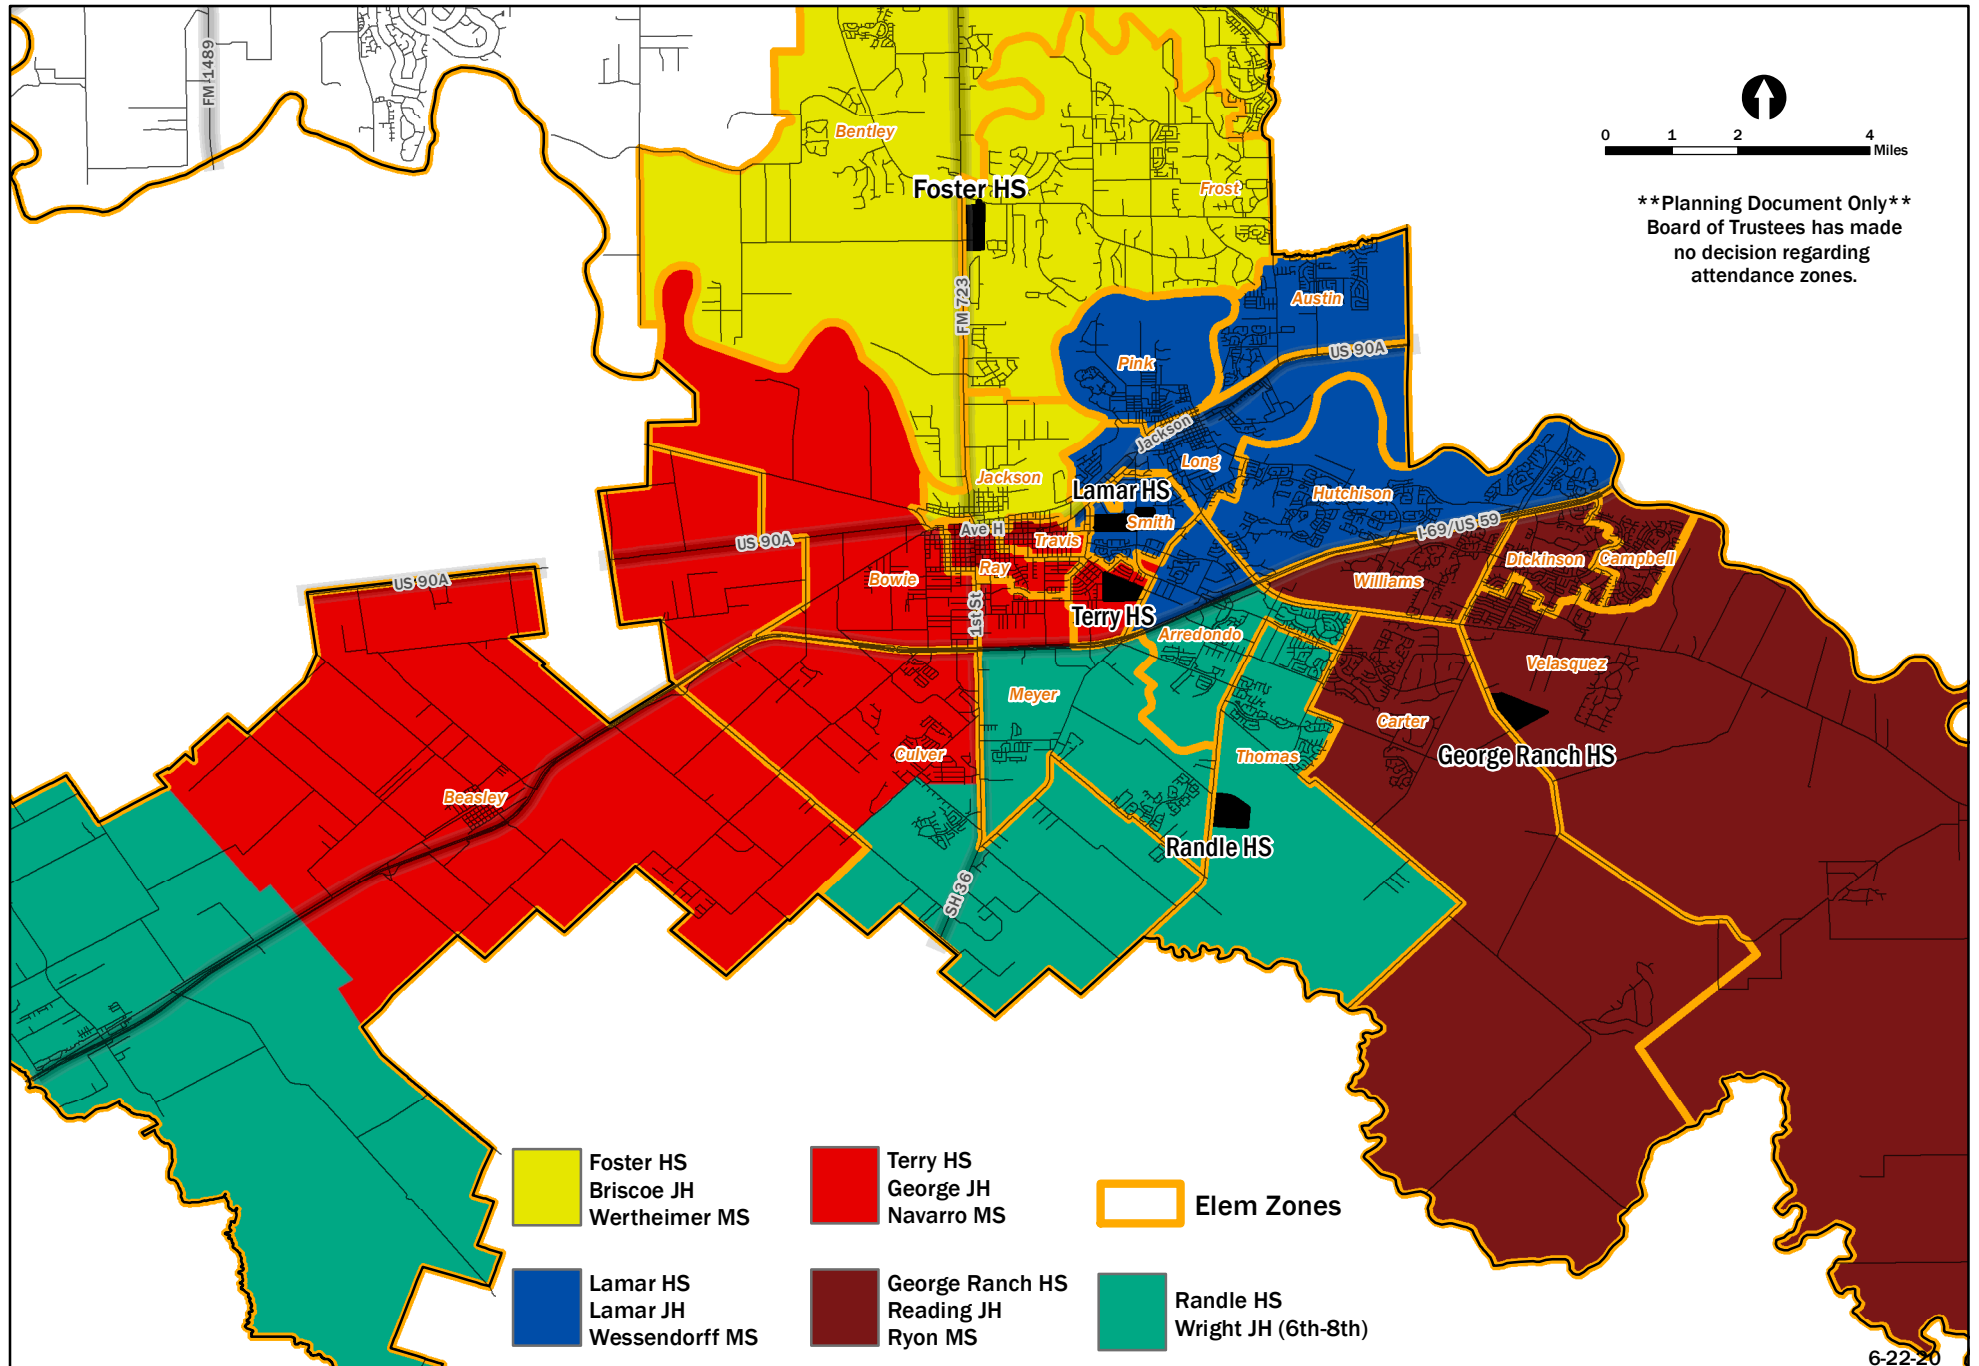 FM 1489
0 1 2 4
Miles
**Planning Document Only**
Board of Trustees has made
no decision regarding
attendance zones.
Bentley
Foster HS
Frost
FM 723
Austin
US 90A
Pink
Jackson
Long
Jackson
Lamar HS
Hutchison
Smith
I-69/US 59
Ave H
Travis
US 90A
US 90A
Bowie
Ray
Williams
Dickinson
Campbell
1st St
Terry HS
Arredondo
Velasquez
Meyer
Carter
Culver
Thomas
George Ranch HS
Beasley
Randle HS
SH 36
Foster HS
Briscoe JH
Wertheimer MS
Terry HS
George JH
Navarro MS
Elem Zones
Lamar HS
Lamar JH
Wessendorff MS
George Ranch HS
Reading JH
Ryon MS
Randle HS
Wright JH (6th-8th)
6-22-20